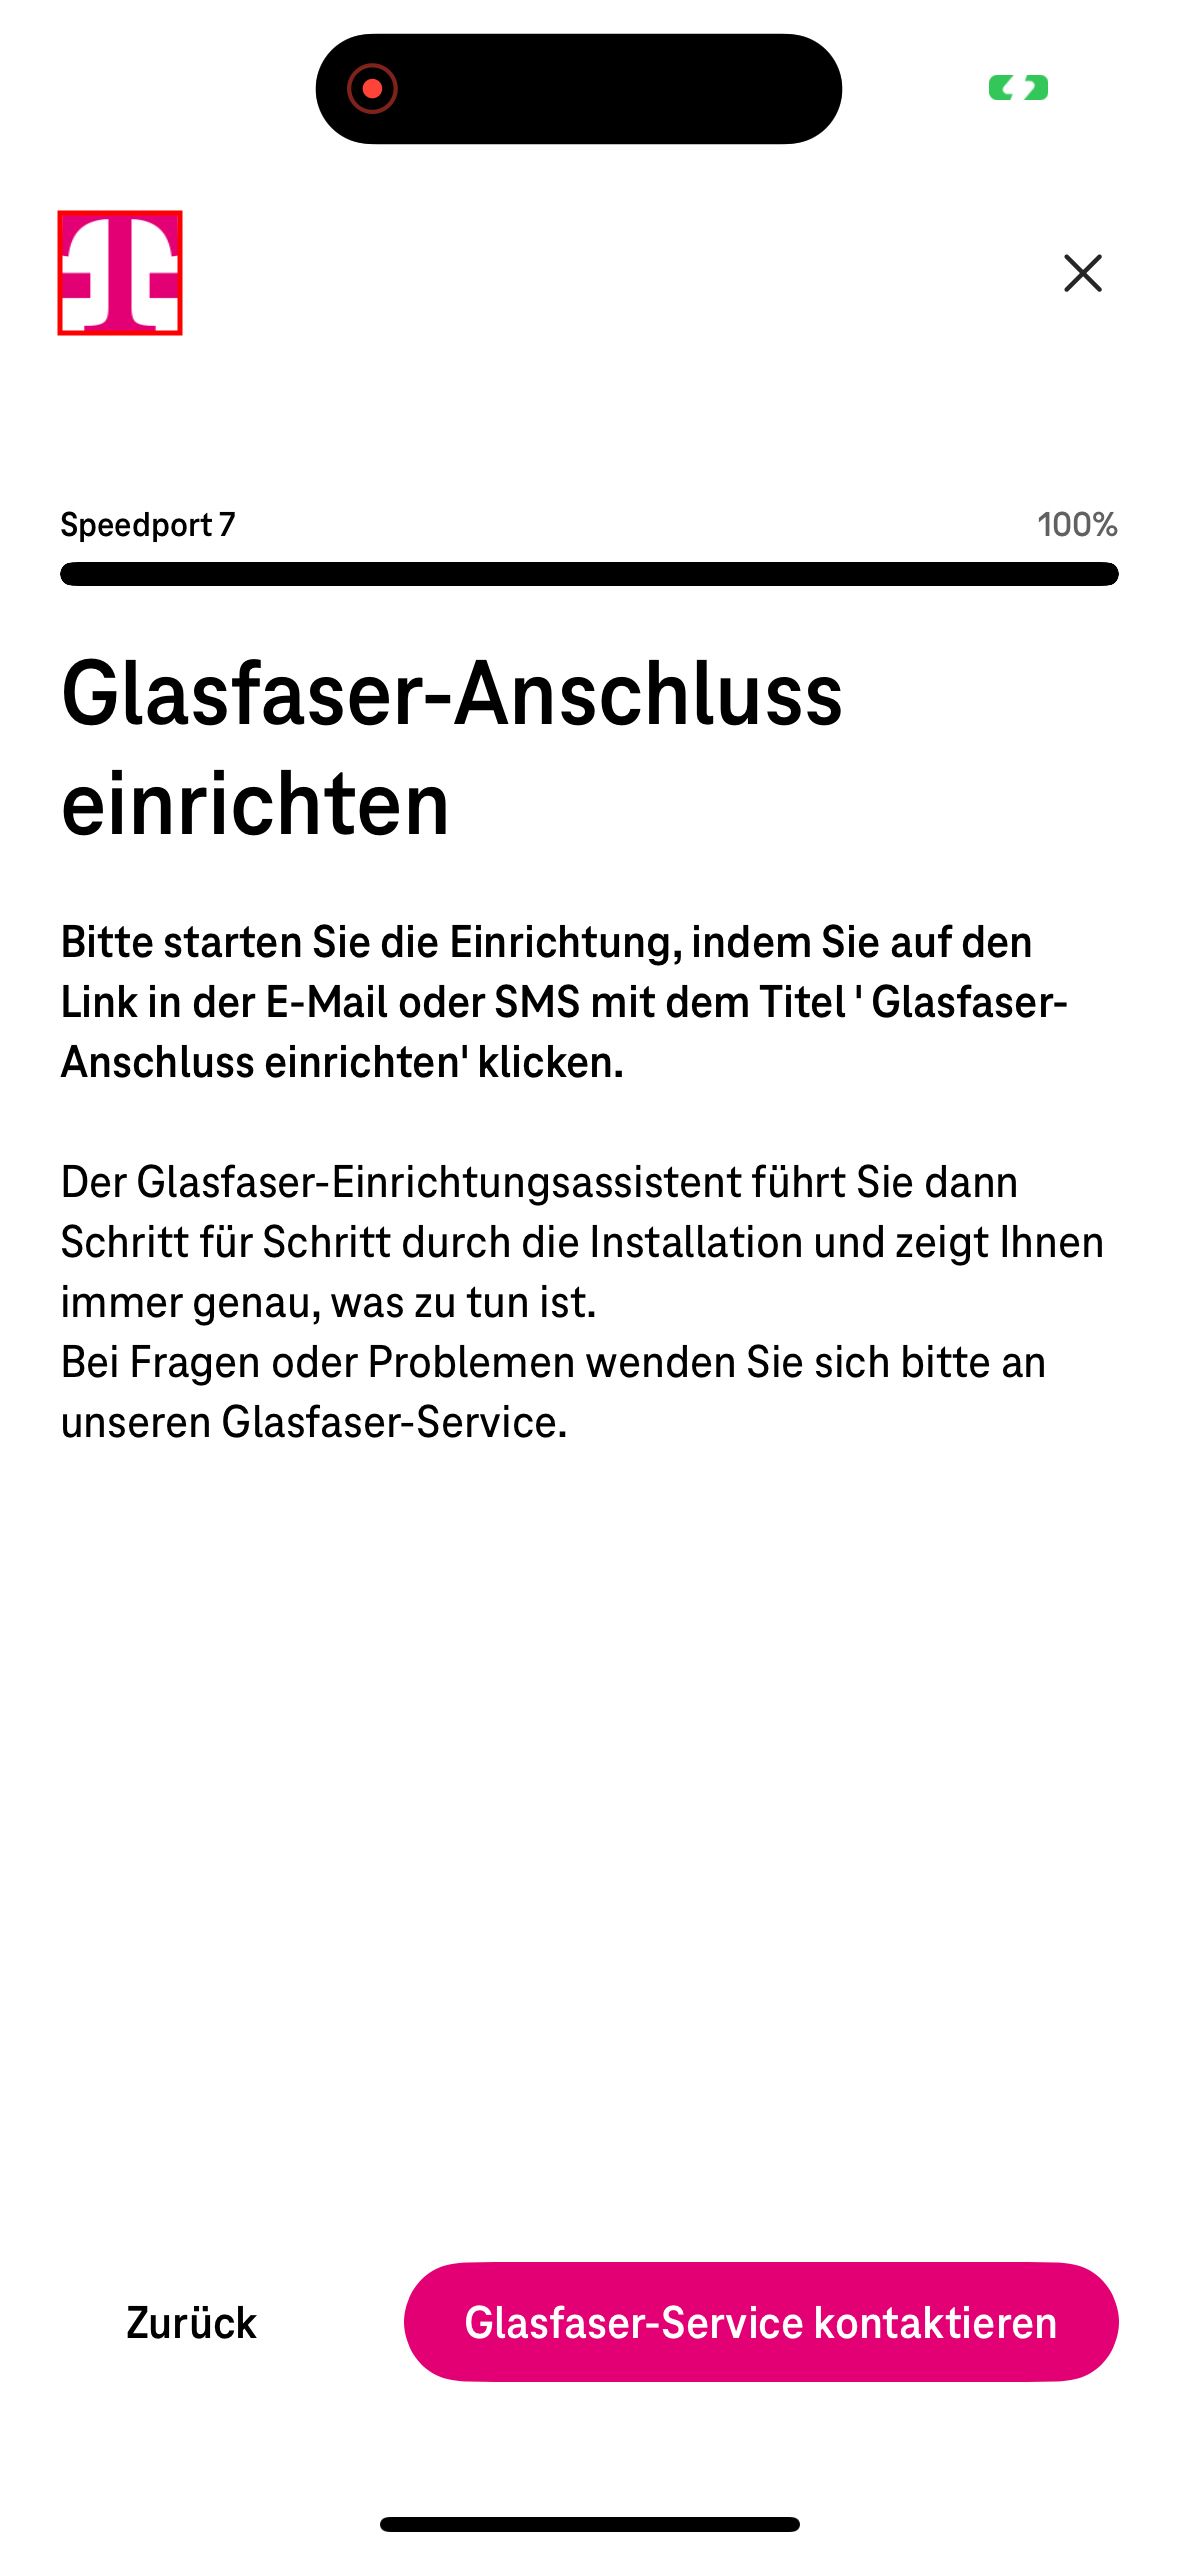 Speedport 7
100%
Glasfaser-Anschluss
einrichten
Bitte starten Sie die Einrichtung, indem Sie auf den
Link in der E-Mail oder SMS mit dem Titel ' Glasfaser-
Anschluss einrichten' klicken.
Der Glasfaser-Einrichtungsassistent führt Sie dann
Schritt für Schritt durch die Installation und zeigt Ihnen
immer genau, was zu tun ist.
Bei Fragen oder Problemen wenden Sie sich bitte an
unseren Glasfaser-Service.
Zurück
Glasfaser-Service kontaktieren